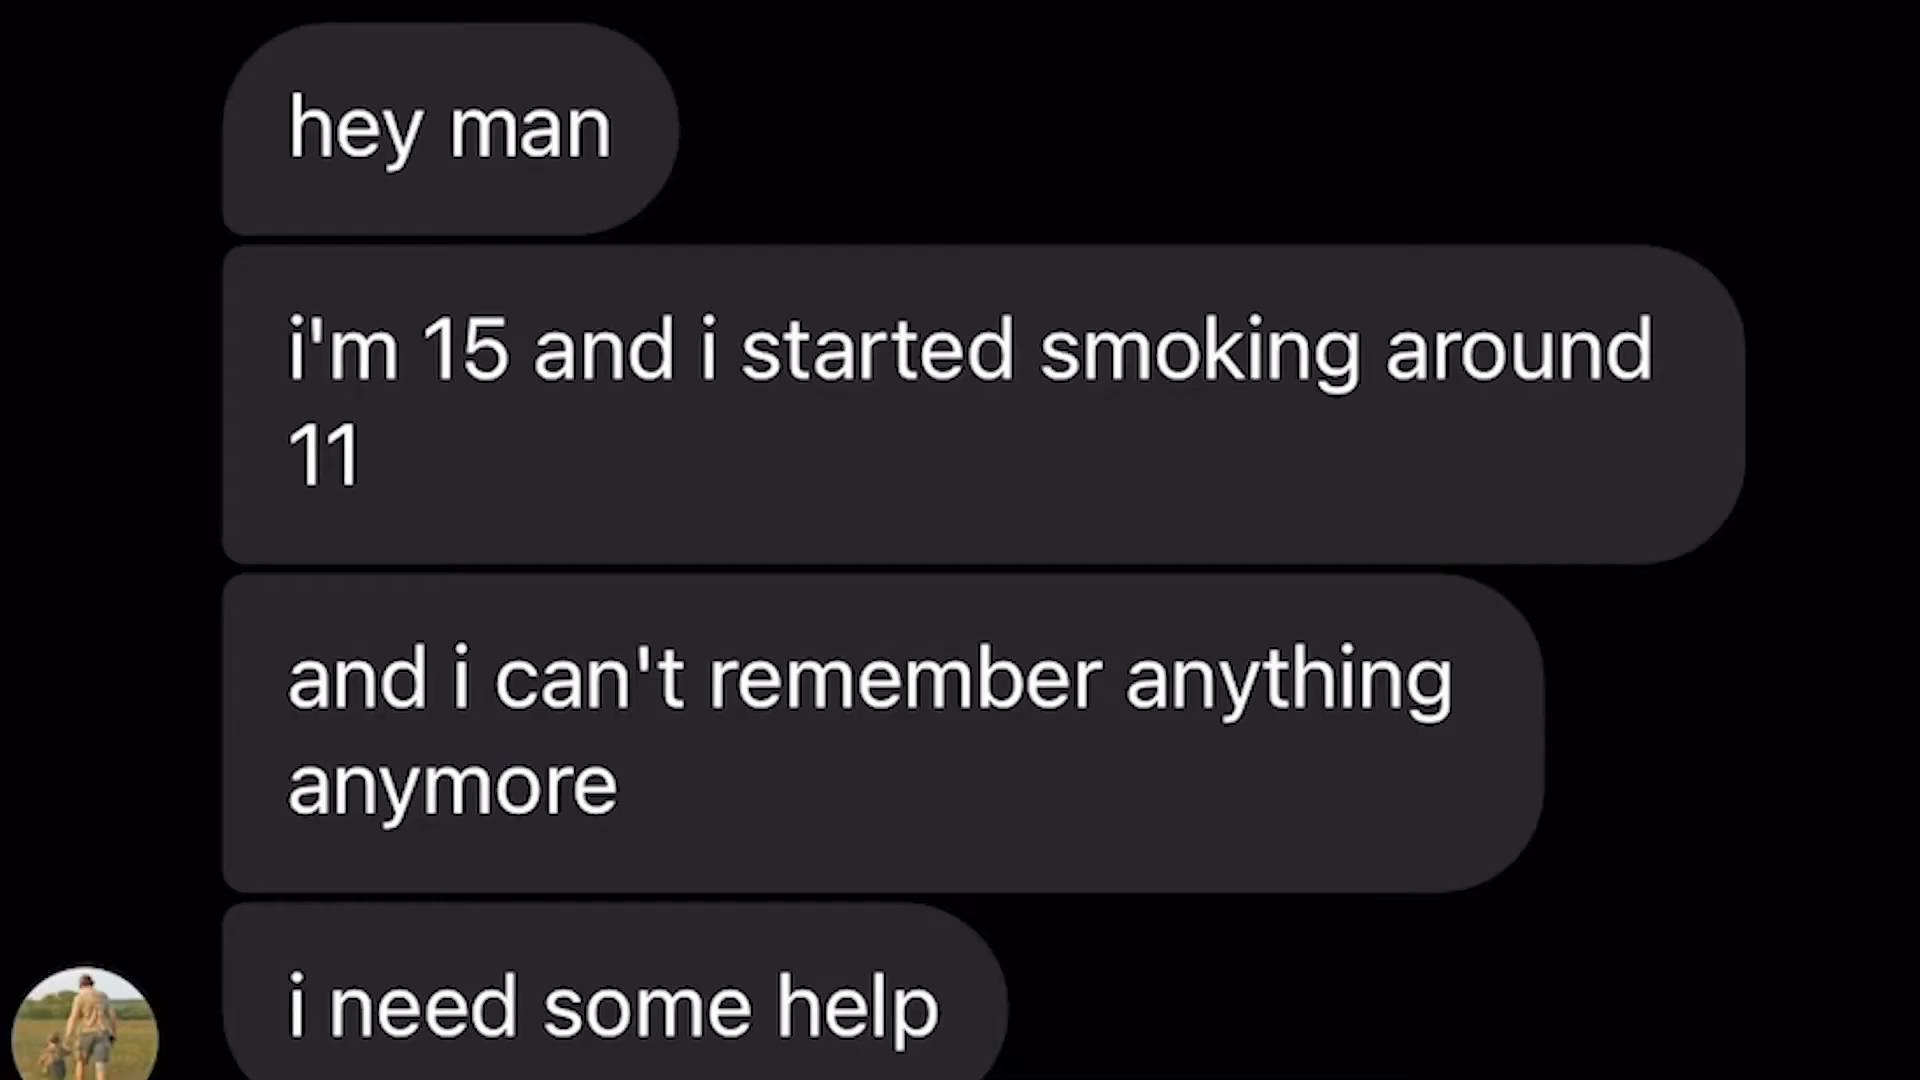 hey man
i'm 15 and i started smoking around
11
and i can't remember anything
anymore
i need some help